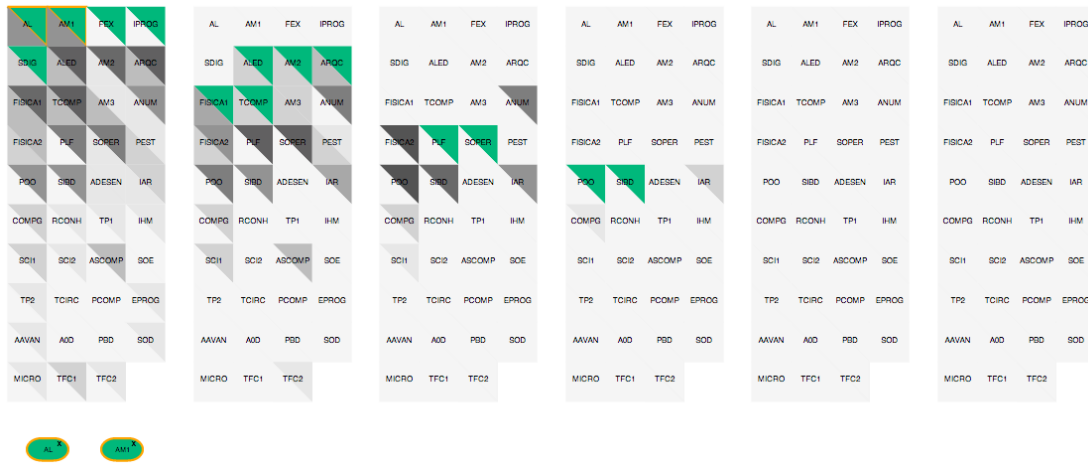 AL AM1 FEX IPROG AL AM1 FEX IPROG AL AM1 FEX IPROG AL AM1 FEX IPROG AL AM1 FEX IPROG AL AM1 FEX IPROG
SDIG ALED AM2 ARQC SDIG ALED AM2 ARQC SDIG ALED AM2 ARQC SDIG ALED AM2 ARQC SDIG ALED AM2 ARQC SDIG ALED AM2 ARQC
FISICA1 TCOMP AM3 ANUM FISICA1 TCOMP AM3 ANUM FISICA1 TCOMP AM3 ANUM FISICA1 TCOMP AM3 ANUM FISICA1 TCOMP AM3 ANUM FISICA1 TCOMP AM3 ANUM
FISICA2 PLF SOPER PEST FISICA2 PLF SOPER PEST FISICA2 PLF SOPER PEST FISICA2 PLF SOPER PEST FISICA2 PLF SOPER PEST FISICA2 PLF SOPER PEST
POO SIBD ADESEN IAR POO SIBD ADESEN IAR POO SIBD ADESEN IAR POO SIBD ADESEN IAR POO SIBD ADESEN IAR POO SIBD ADESEN IAR
COMPG RCONH TP1 IHM COMPG RCONH TP1 IHM COMPG RCONH TP1 IHM COMPG RCONH TP1 IHM COMPG RCONH TP1 IHM COMPG RCONH TP1 IHM
SCI1 SCI2 ASCOMP SOE SCI1 SCI2 ASCOMP SOE SCI1 SCI2 ASCOMP SOE SCI1 SCI2 ASCOMP SOE SCI1 SCI2 ASCOMP SOE SCI1 SCI2 ASCOMP SOE
TP2 TCIRC PCOMP EPROG TP2 TCIRC PCOMP EPROG TP2 TCIRC PCOMP EPROG TP2 TCIRC PCOMP EPROG TP2 TCIRC PCOMP EPROG TP2 TCIRC PCOMP EPROG
AAVAN A0D PBD SOD AAVAN A0D PBD SOD AAVAN A0D PBD SOD AAVAN A0D PBD SOD AAVAN A0D PBD SOD AAVAN A0D PBD SOD
MICRO TFC1 TFC2 MICRO TFC1 TFC2 MICRO TFC1 TFC2 MICRO TFC1 TFC2 MICRO TFC1 TFC2 MICRO TFC1 TFC2
AL X AM1 X